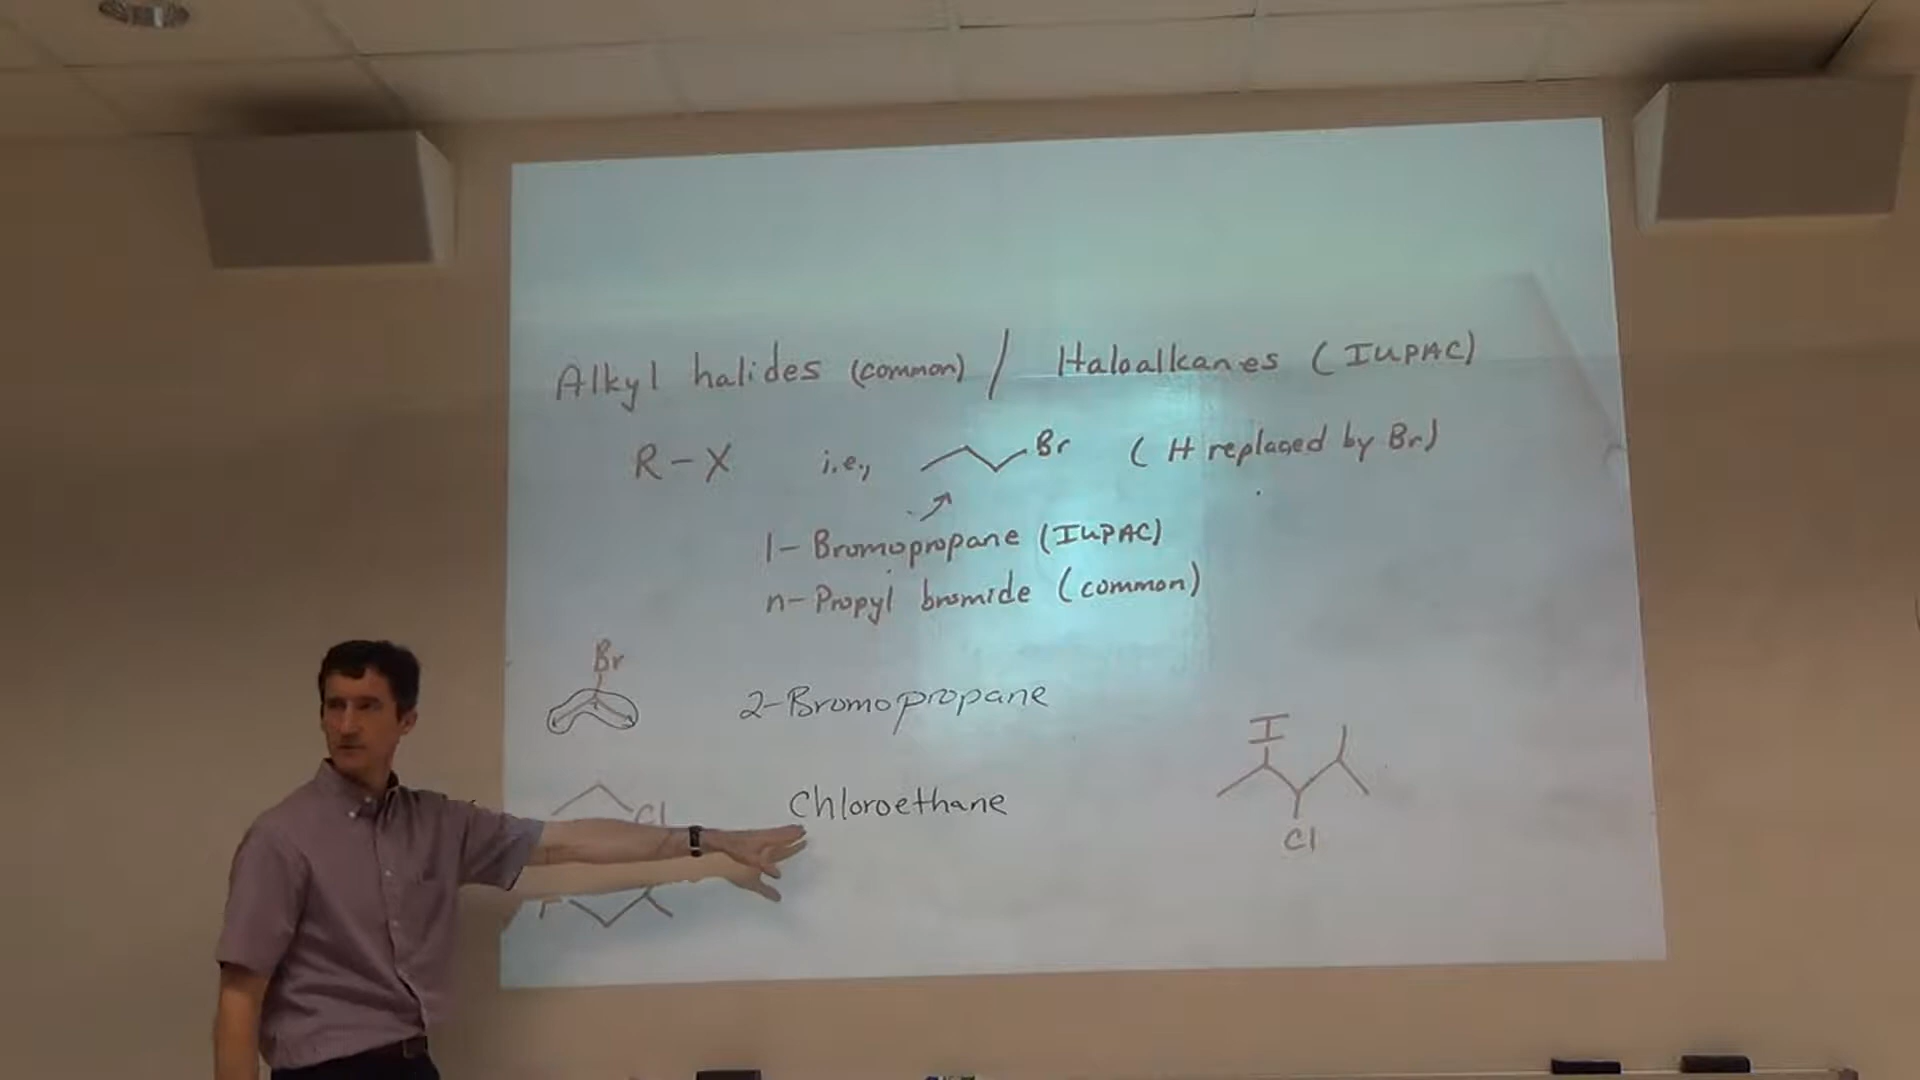 Alkyl halides (common) / Haloalkanes (IUPAC)
R-X i.e., Br (H replaced by Br)
1-Bromopropane (IUPAC)
n-Propyl bromide (common)
Br
2-Bromopropane
I
Cl
Chloroethane
Cl
F